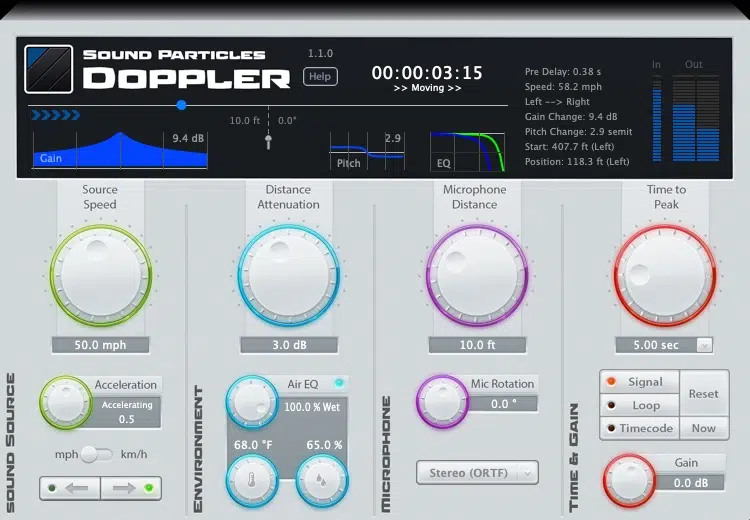 SOUND PARTICLES
DOPPLER
1.1.0
Help
00:00:03:15
>> Moving >>
Pre Delay: 0.38 s
Speed: 58.2 mph
Left --> Right
Gain Change: 9.4 dB
Pitch Change: 2.9 semit
Start: 407.7 ft (Left)
Position: 118.3 ft (Left)
In
Out
10.0 ft
0.0°
9.4 dB
Gain
2.9
Pitch
EQ
Source
Speed
50.0 mph
Distance
Attenuation
3.0 dB
Microphone
Distance
10.0 ft
Time to
Peak
5.00 sec
SOUND SOURCE
Acceleration
Accelerating
0.5
mph
km/h
ENVIRONMENT
Air EQ
100.0 % Wet
68.0 °F
65.0 %
MICROPHONE
Mic Rotation
0.0 °
Stereo (ORTF)
TIME & GAIN
Signal
Loop
Timecode
Reset
Now
Gain
0.0 dB